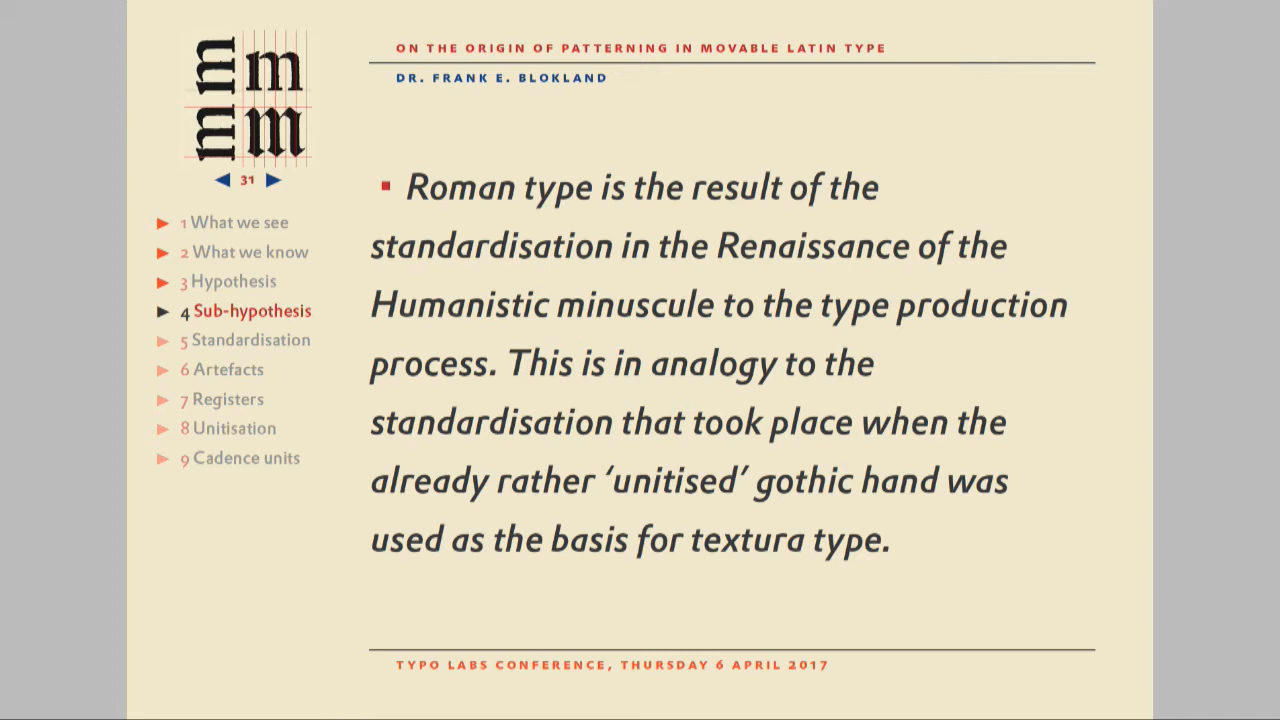 m m
m m
31
1 What we see
2 What we know
3 Hypothesis
4 Sub-hypothesis
5 Standardisation
6 Artefacts
7 Registers
8 Unitisation
9 Cadence units
ON THE ORIGIN OF PATTERNING IN MOVABLE LATIN TYPE
DR. FRANK E. BLOKLAND
▪ Roman type is the result of the
standardisation in the Renaissance of the
Humanistic minuscule to the type production
process. This is in analogy to the
standardisation that took place when the
already rather ‘unitised’ gothic hand was
used as the basis for textura type.
TYPO LABS CONFERENCE, THURSDAY 6 APRIL 2017